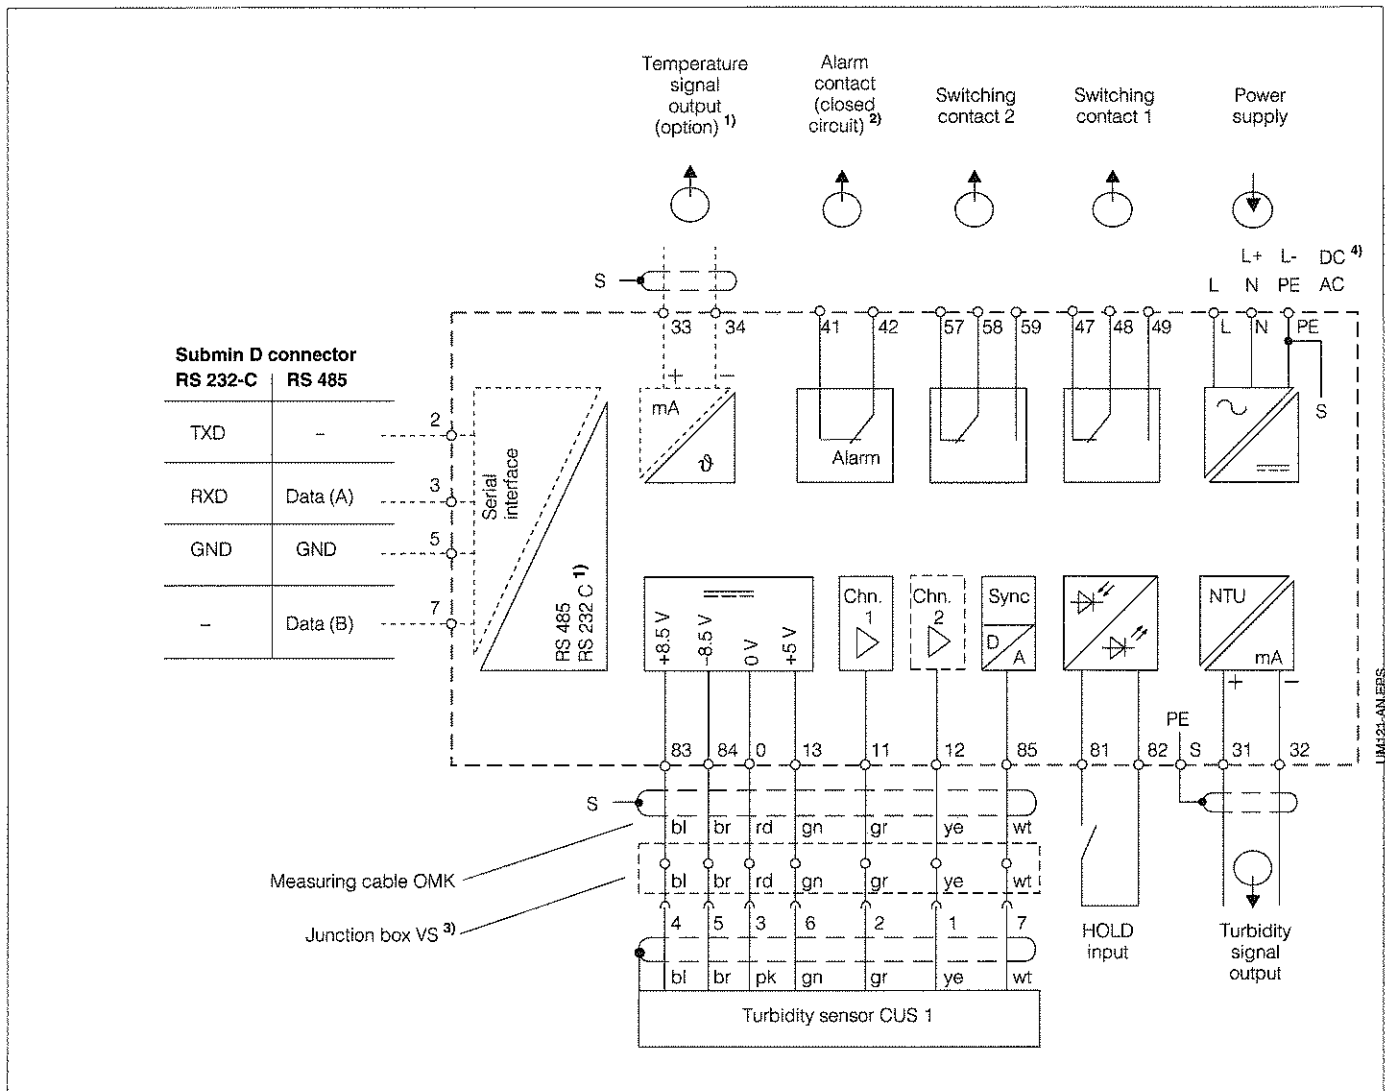 Temperature
signal
output
(option) 1)
Alarm
contact
(closed
circuit) 2)
Switching
contact 2
Switching
contact 1
Power
supply
L+ L- DC 4)
L N PE AC
S
33 34 41 42 57 58 59 47 48 49 L N PE
S
Submin D connector
RS 232-C RS 485
TXD – 2
RXD Data (A) 3
GND GND 5
– Data (B) 7
Serial
interface
RS 485
RS 232 C 1)
+ –
mA
ϑ
Alarm
+8.5 V
–8.5 V
0 V
+5 V
Chn.
1
Chn.
2
Sync
D
A
NTU
mA
+ –
PE
83 84 0 13 11 12 85 81 82 S 31 32
UM121-AN.EPS
S
bl br rd gn gr ye wt
Measuring cable OMK
bl br rd gn gr ye wt
Junction box VS 3)
4 5 3 6 2 1 7
bl br pk gn gr ye wt
Turbidity sensor CUS 1
HOLD
input
Turbidity
signal
output